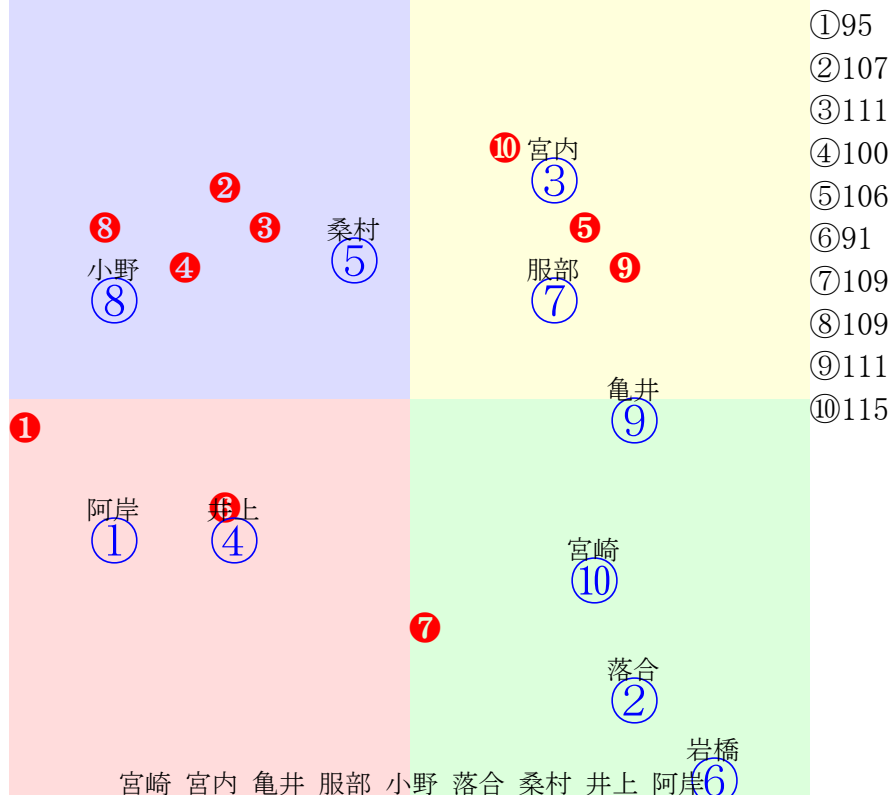 ①95
②107
③111
④100
⑤106
⑥91
⑦109
⑧109
⑨111
⑩115
❿ 宮内
③
❷
❽ ❸ 桑村
⑤
❺
小野 ❹
⑧
服部 ❾
⑦
亀井
⑨
❶
阿岸 ❻ 井上
① ④
宮崎
⑩
❼
落合
②
岩橋
⑥
宮崎 宮内 亀井 服部 小野 落合 桑村 井上 阿岸